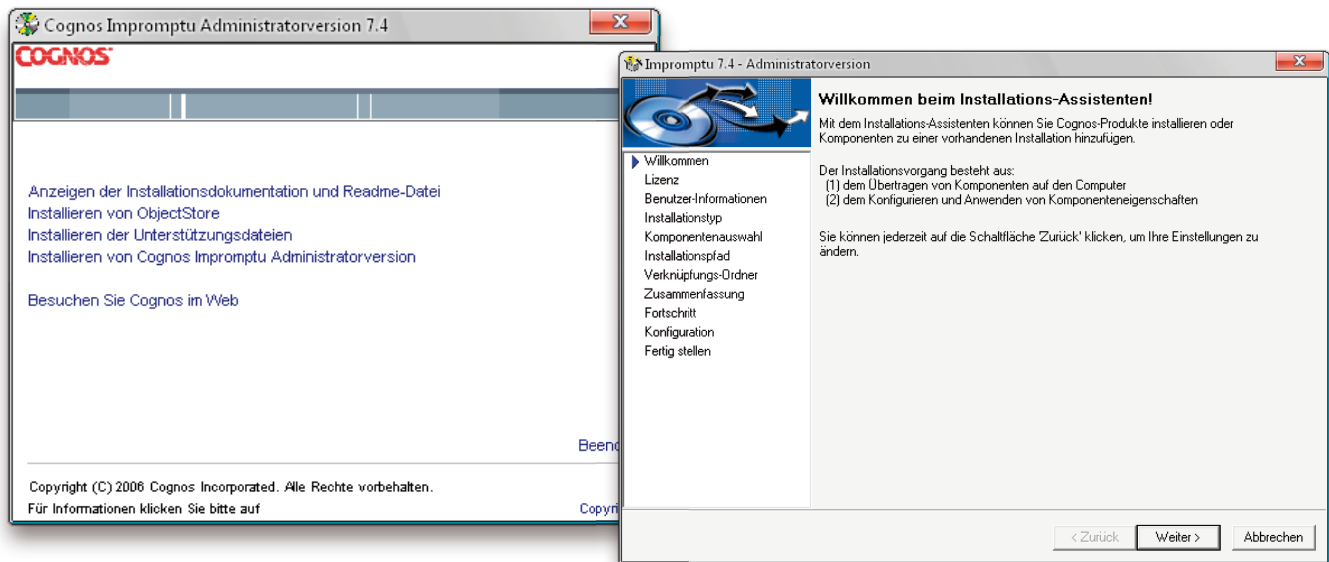 Cognos Impromptu Administratorversion 7.4
COGNOS
Anzeigen der Installationsdokumentation und Readme-Datei
Installieren von ObjectStore
Installieren der Unterstützungsdateien
Installieren von Cognos Impromptu Administratorversion
Besuchen Sie Cognos im Web
Copyright (C) 2006 Cognos Incorporated. Alle Rechte vorbehalten.
Für Informationen klicken Sie bitte auf
Impromptu 7.4 - Administratorversion
Willkommen
Lizenz
Benutzer-Informationen
Installationstyp
Komponentenauswahl
Installationspfad
Verknüpfungs-Ordner
Zusammenfassung
Fortschritt
Konfiguration
Fertig stellen
Willkommen beim Installations-Assistenten!
Mit dem Installations-Assistenten können Sie Cognos-Produkte installieren oder
Komponenten zu einer vorhandenen Installation hinzufügen.
Der Installationsvorgang besteht aus:
(1) dem Übertragen von Komponenten auf den Computer
(2) dem Konfigurieren und Anwenden von Komponenteneigenschaften
Sie können jederzeit auf die Schaltfläche 'Zurück' klicken, um Ihre Einstellungen zu
ändern.
< Zurück
Weiter >
Abbrechen